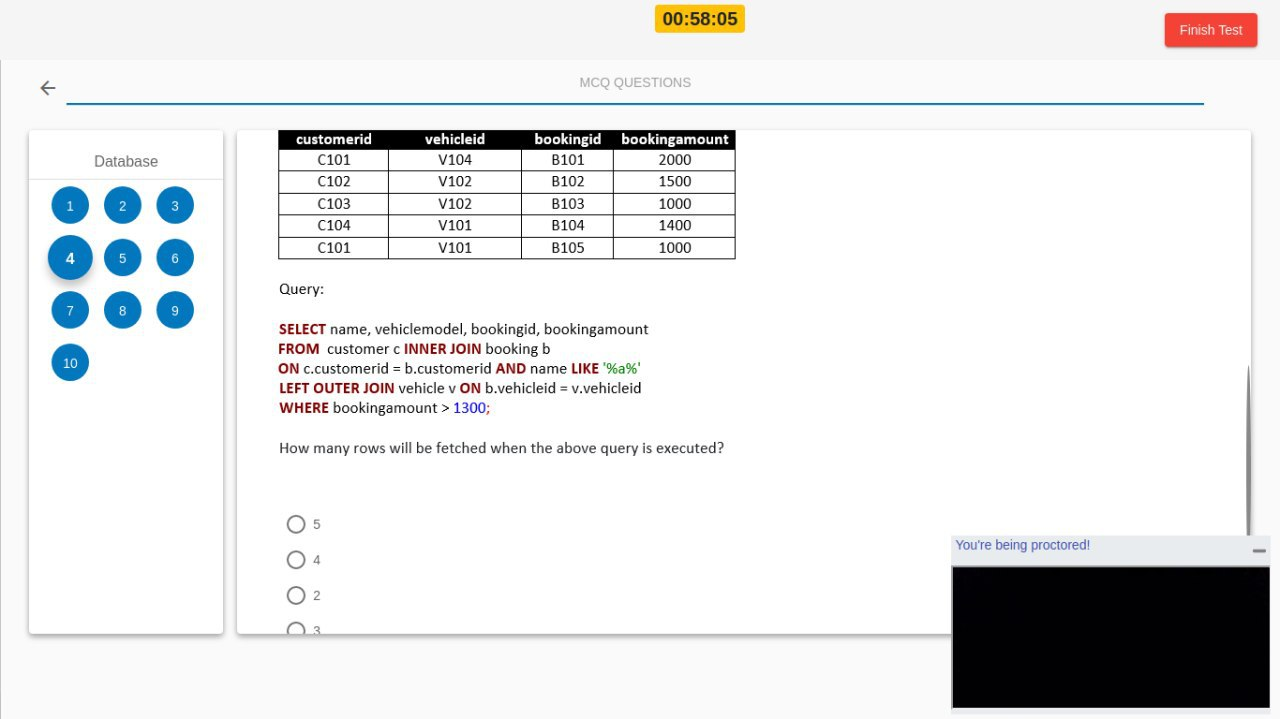 00:58:05
Finish Test
MCQ QUESTIONS
Database
1 2 3
4 5 6
7 8 9
10
customerid vehicleid bookingid bookingamount
C101 V104 B101 2000
C102 V102 B102 1500
C103 V102 B103 1000
C104 V101 B104 1400
C101 V101 B105 1000
Query:
SELECT name, vehiclemodel, bookingid, bookingamount
FROM customer c INNER JOIN booking b
ON c.customerid = b.customerid AND name LIKE '%a%'
LEFT OUTER JOIN vehicle v ON b.vehicleid = v.vehicleid
WHERE bookingamount > 1300;
How many rows will be fetched when the above query is executed?
5
4
2
3
You're being proctored!